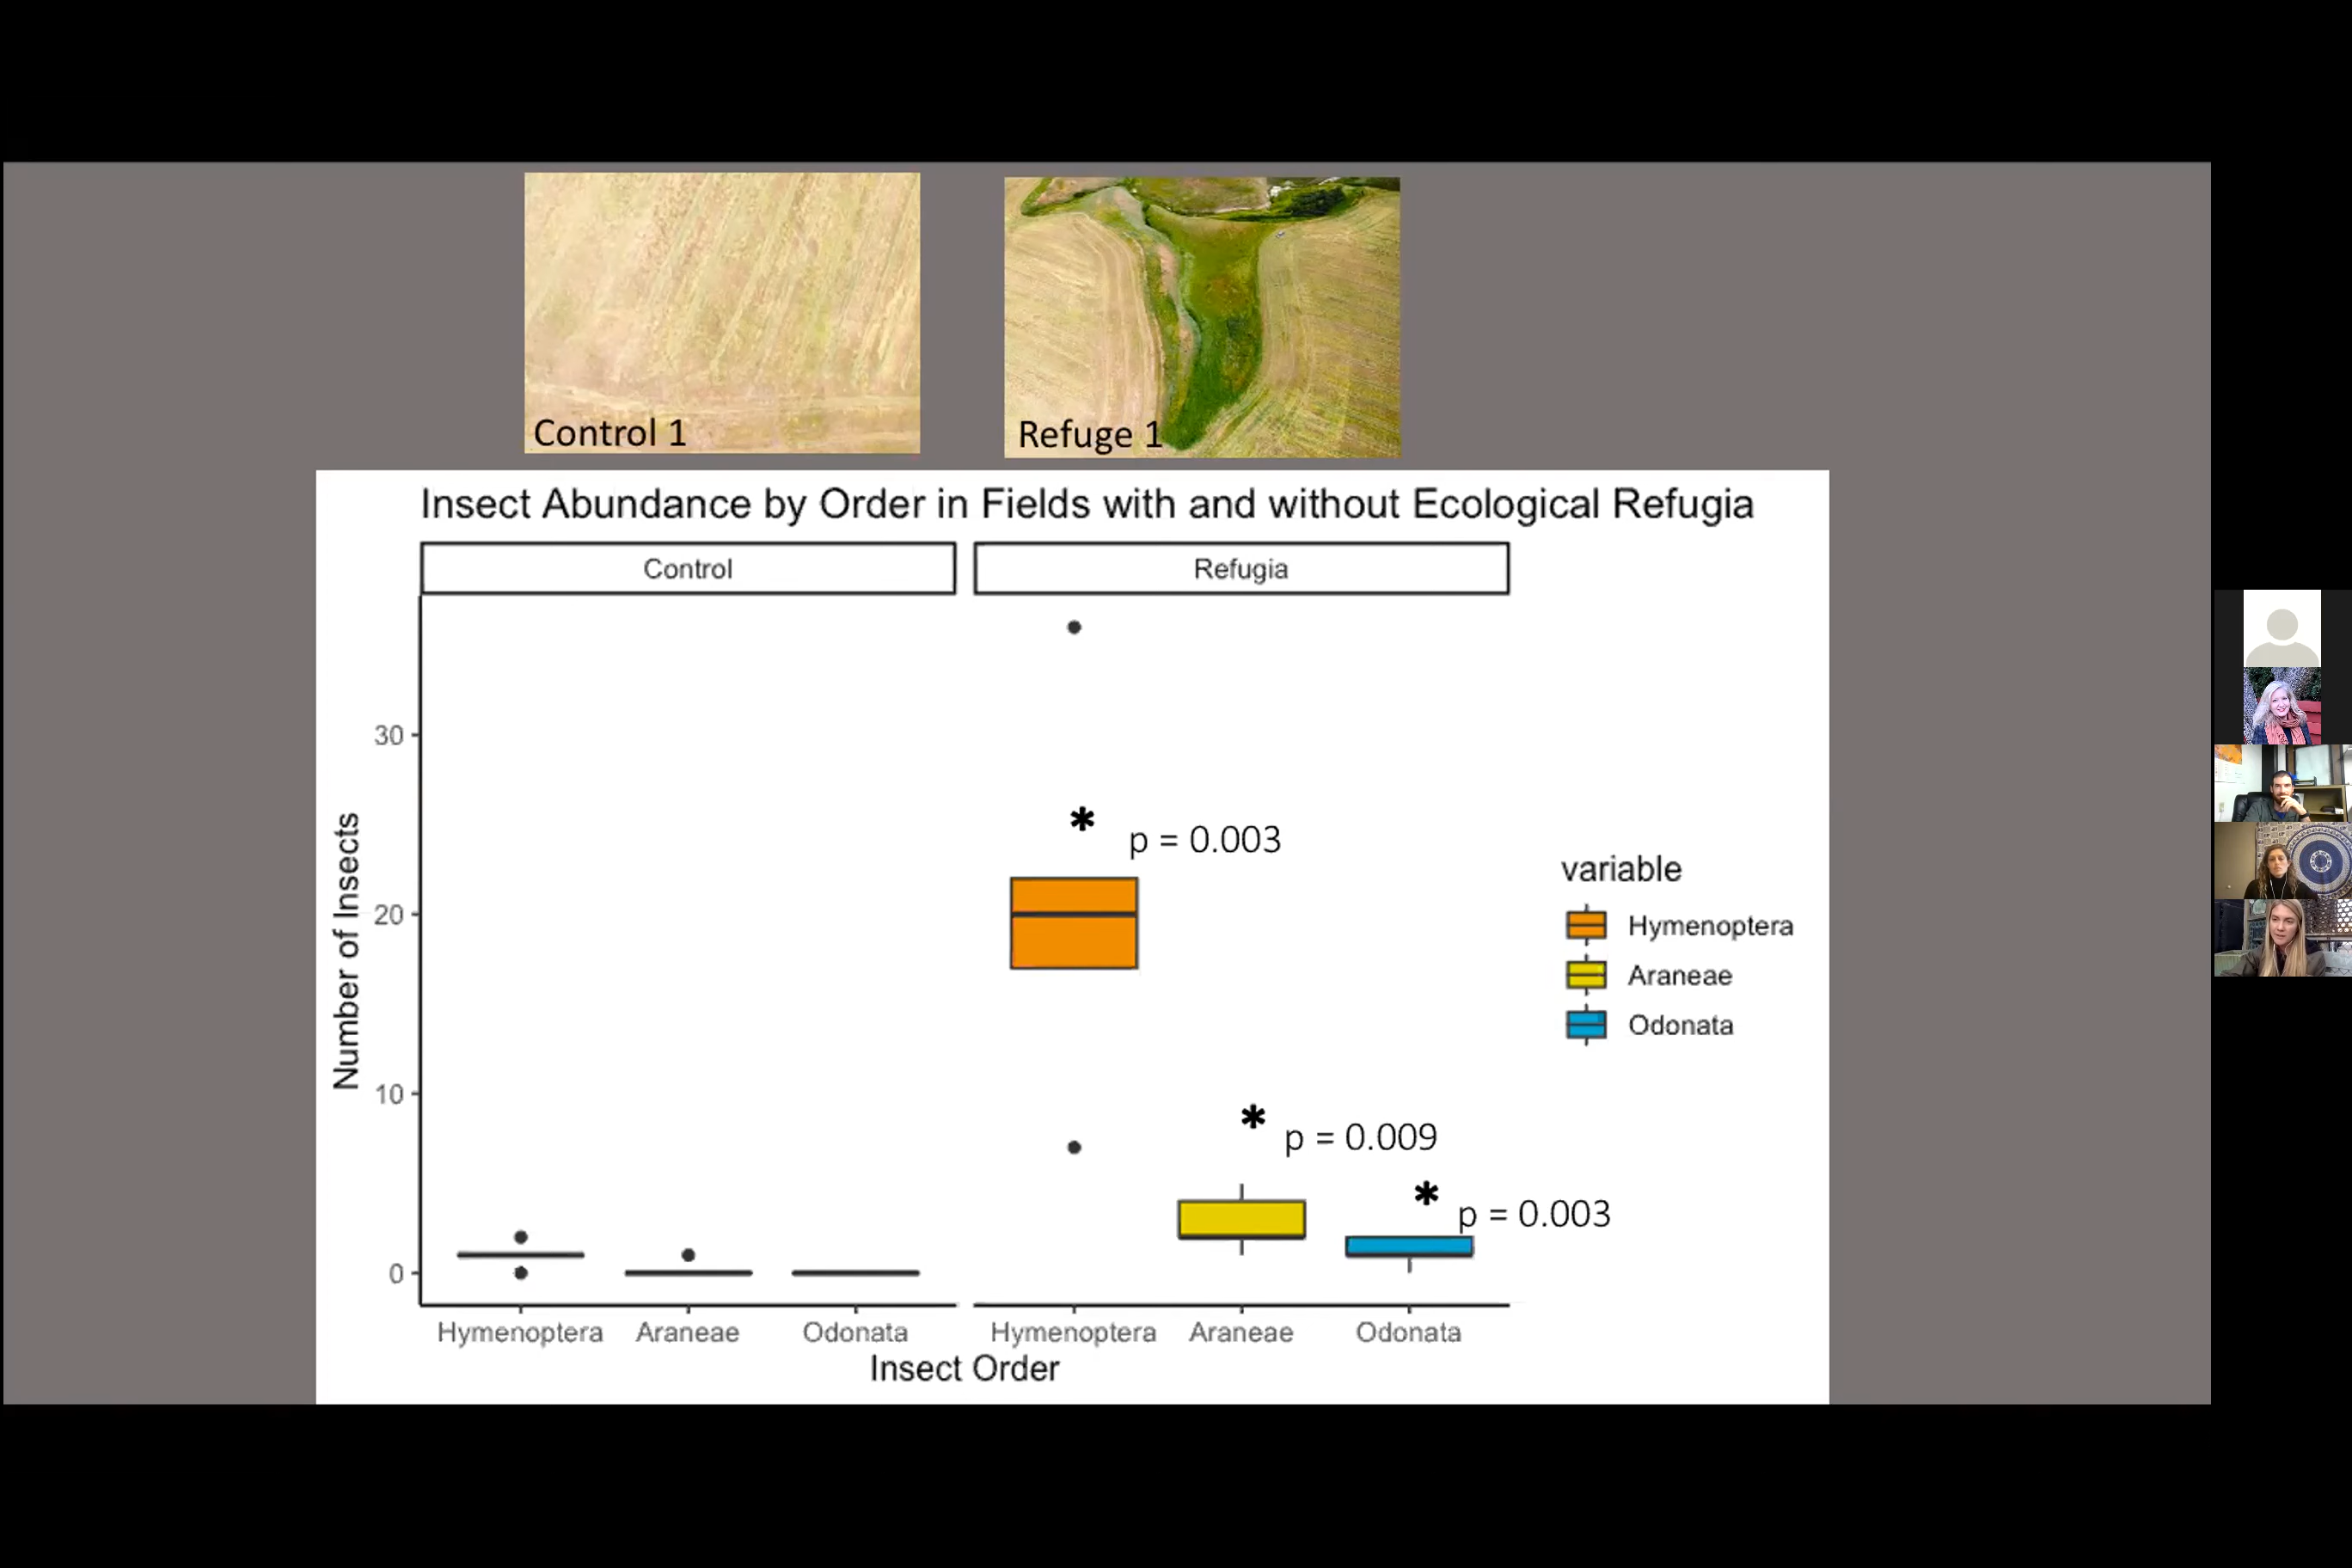 Control 1
Refuge 1
Insect Abundance by Order in Fields with and without Ecological Refugia
Control
Refugia
30
20
10
0
Number of Insects
* p = 0.003
* p = 0.009
* p = 0.003
Hymenoptera Araneae Odonata
Hymenoptera Araneae Odonata
Insect Order
variable
Hymenoptera
Araneae
Odonata